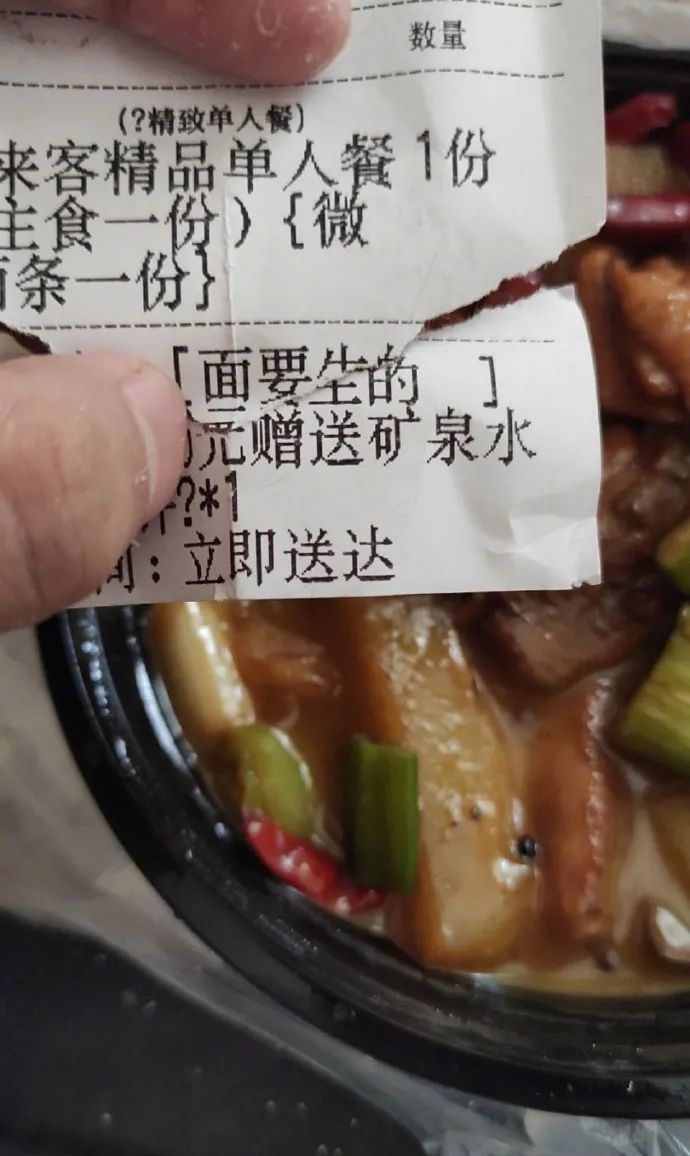 数量
(?精致单人餐)
来客精品单人餐 1份
主食一份）{微
条一份}
[面要生的 ]
元赠送矿泉水
?*1
间:立即送达